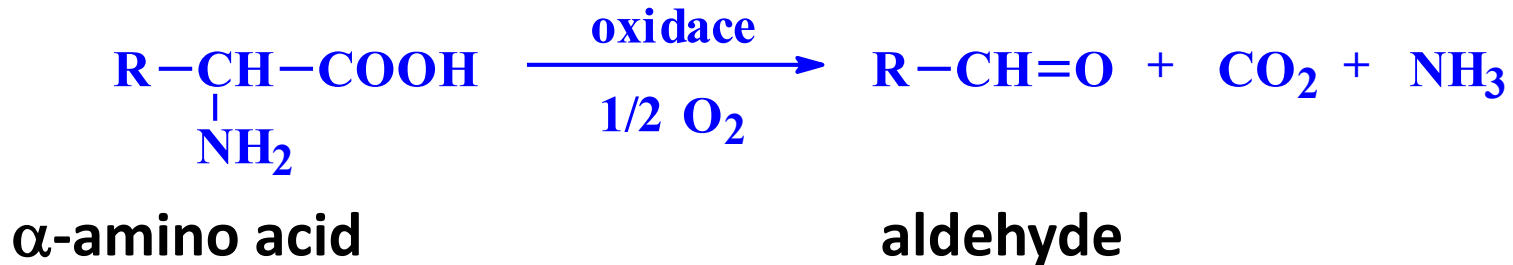 oxidace
R–CH–COOH R–CH=O + CO₂ + NH₃
1/2 O₂
NH₂
α-amino acid aldehyde